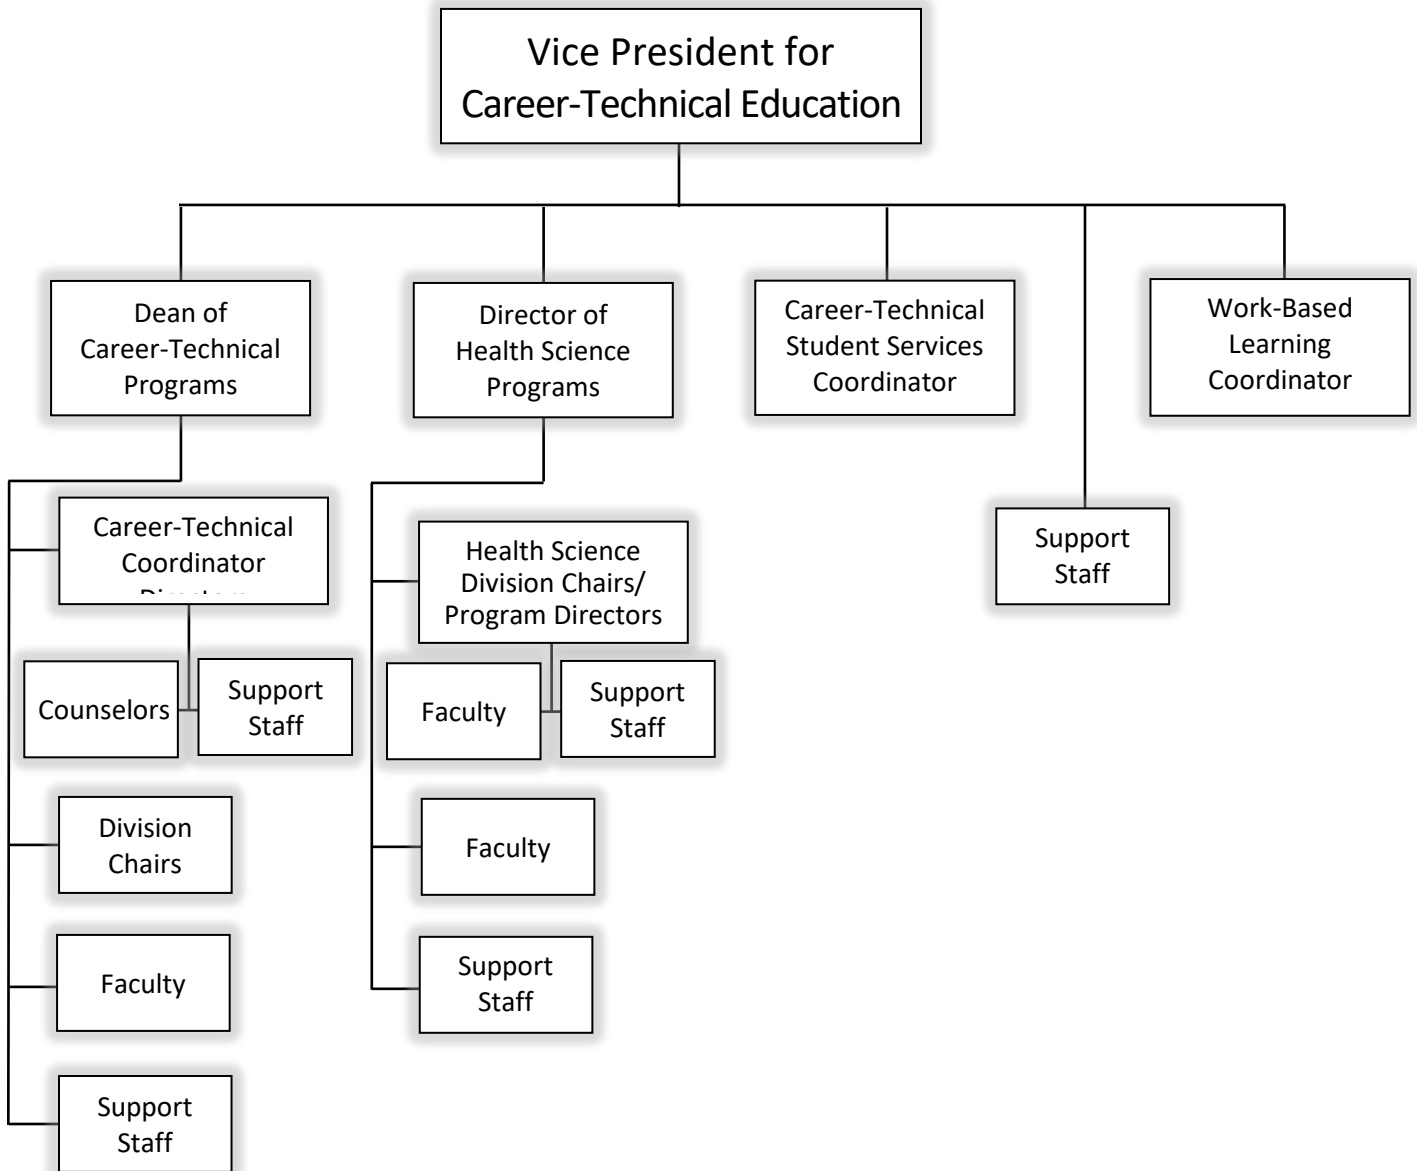 Vice President for
Career-Technical Education
Dean of
Career-Technical
Programs
Director of
Health Science
Programs
Career-Technical
Student Services
Coordinator
Work-Based
Learning
Coordinator
Career-Technical
Coordinator
Health Science
Division Chairs/
Program Directors
Support
Staff
Counselors
Support
Staff
Faculty
Support
Staff
Division
Chairs
Faculty
Faculty
Support
Staff
Support
Staff